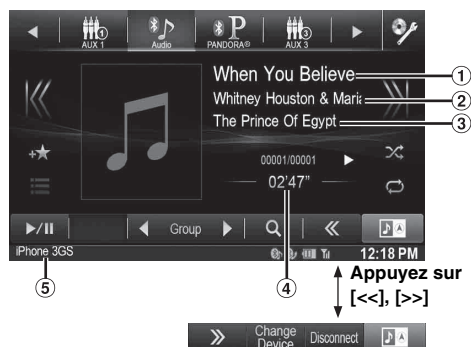 AUX 1 Audio PANDORA® AUX 3
When You Believe ①
Whitney Houston & Maria ②
The Prince Of Egypt ③
00001/00001
02'47"
Group
iPhone 3GS 12:18 PM
⑤ ④ Appuyez sur
[<<], [>>]
Change Device Disconnect